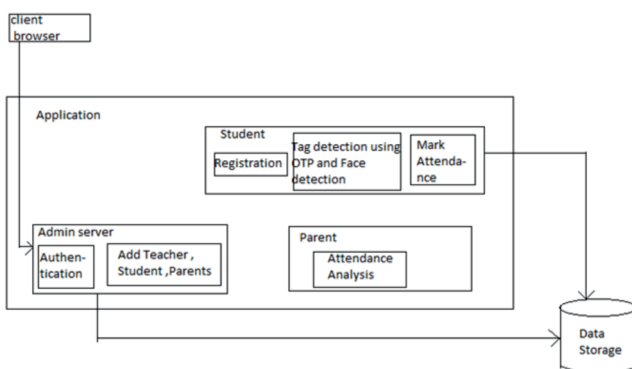 client
browser
Application
Student
Registration
Tag detection using
OTP and Face
detection
Mark
Attenda-
nce
Admin server
Authen-
tication
Add Teacher ,
Student ,Parents
Parent
Attendance
Analysis
Data
Storage